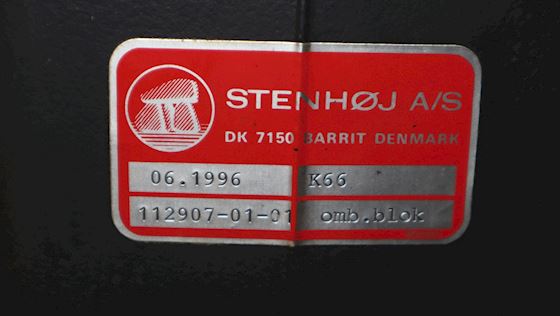 STENHØJ A/S
DK 7150 BARRIT DENMARK
06.1996 K66
112907-01-01 omb.blok